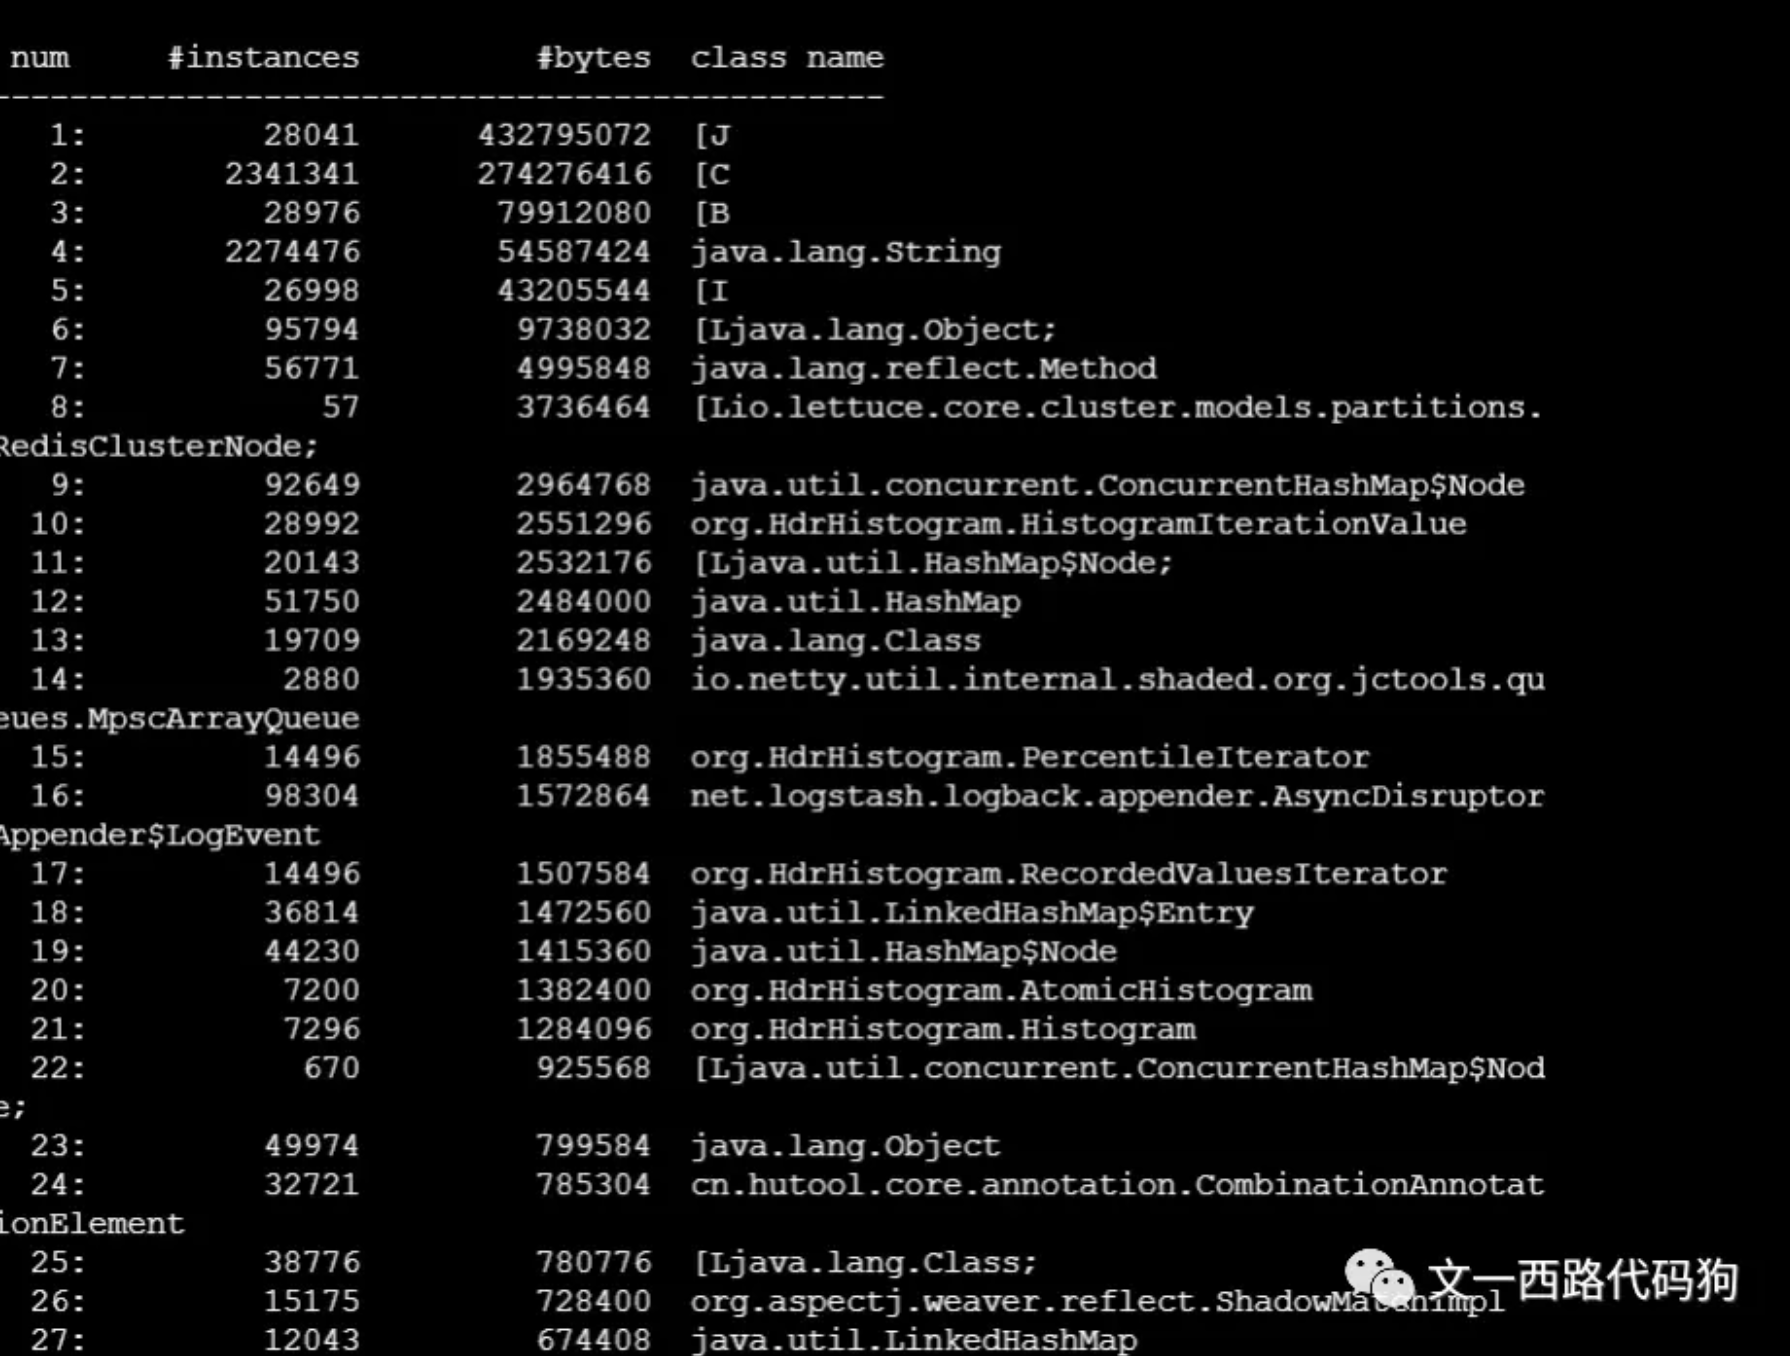 num #instances #bytes class name
----------------------------------------------
1: 28041 432795072 [J
2: 2341341 274276416 [C
3: 28976 79912080 [B
4: 2274476 54587424 java.lang.String
5: 26998 43205544 [I
6: 95794 9738032 [Ljava.lang.Object;
7: 56771 4995848 java.lang.reflect.Method
8: 57 3736464 [Lio.lettuce.core.cluster.models.partitions.
RedisClusterNode;
9: 92649 2964768 java.util.concurrent.ConcurrentHashMap$Node
10: 28992 2551296 org.HdrHistogram.HistogramIterationValue
11: 20143 2532176 [Ljava.util.HashMap$Node;
12: 51750 2484000 java.util.HashMap
13: 19709 2169248 java.lang.Class
14: 2880 1935360 io.netty.util.internal.shaded.org.jctools.qu
eues.MpscArrayQueue
15: 14496 1855488 org.HdrHistogram.PercentileIterator
16: 98304 1572864 net.logstash.logback.appender.AsyncDisruptor
Appender$LogEvent
17: 14496 1507584 org.HdrHistogram.RecordedValuesIterator
18: 36814 1472560 java.util.LinkedHashMap$Entry
19: 44230 1415360 java.util.HashMap$Node
20: 7200 1382400 org.HdrHistogram.AtomicHistogram
21: 7296 1284096 org.HdrHistogram.Histogram
22: 670 925568 [Ljava.util.concurrent.ConcurrentHashMap$Nod
e;
23: 49974 799584 java.lang.Object
24: 32721 785304 cn.hutool.core.annotation.CombinationAnnotat
ionElement
25: 38776 780776 [Ljava.lang.Class;
文一西路代码狗
26: 15175 728400 org.aspectj.weaver.reflect.ShadowMatchImpl
27: 12043 674408 java.util.LinkedHashMap